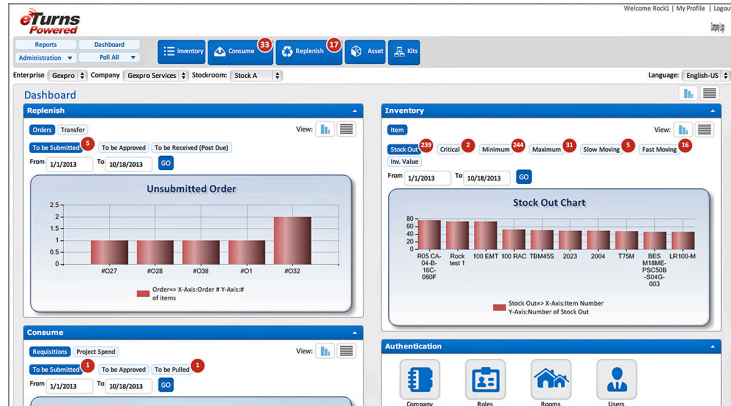 Welcome Rock1 | My Profile | Logout
eTurns
Powered
Reports Dashboard
Administration Poll All
Inventory Consume 33 Replenish 17 Asset Kits
Enterprise Gexpro Company Gexpro Services Stockroom: Stock A Language: English-US
Dashboard
Replenish
Orders Transfer View:
To be Submitted 5 To be Approved To be Received (Post Due)
From 1/1/2013 To 10/18/2013 GO
Unsubmitted Order
2.5
2
1.5
1
0.5
0
#O27 #O28 #O38 #O1 #O32
Order=> X-Axis:Order # Y-Axis:#
of items
Consume
Requisitions Project Spend View:
To be Submitted 1 To be Approved To be Pulled 1
From 1/1/2013 To 10/18/2013 GO
Inventory
Item View:
Stock Out 239 Critical 2 Minimum 244 Maximum 31 Slow Moving 5 Fast Moving 16
Inv. Value
From 1/1/2013 To 10/18/2013 GO
Stock Out Chart
80
60
40
20
0
R05 CA- Rock 100 EMT 100 RAC TBM45S 2023 2004 T75M BES LR100-M
04-B- test 1 M18ME-
16C- PSC50B
060F -S04G-
003
Stock Out=> X-Axis:Item Number
Y-Axis:Number of Stock Out
Authentication
Company Roles Rooms Users